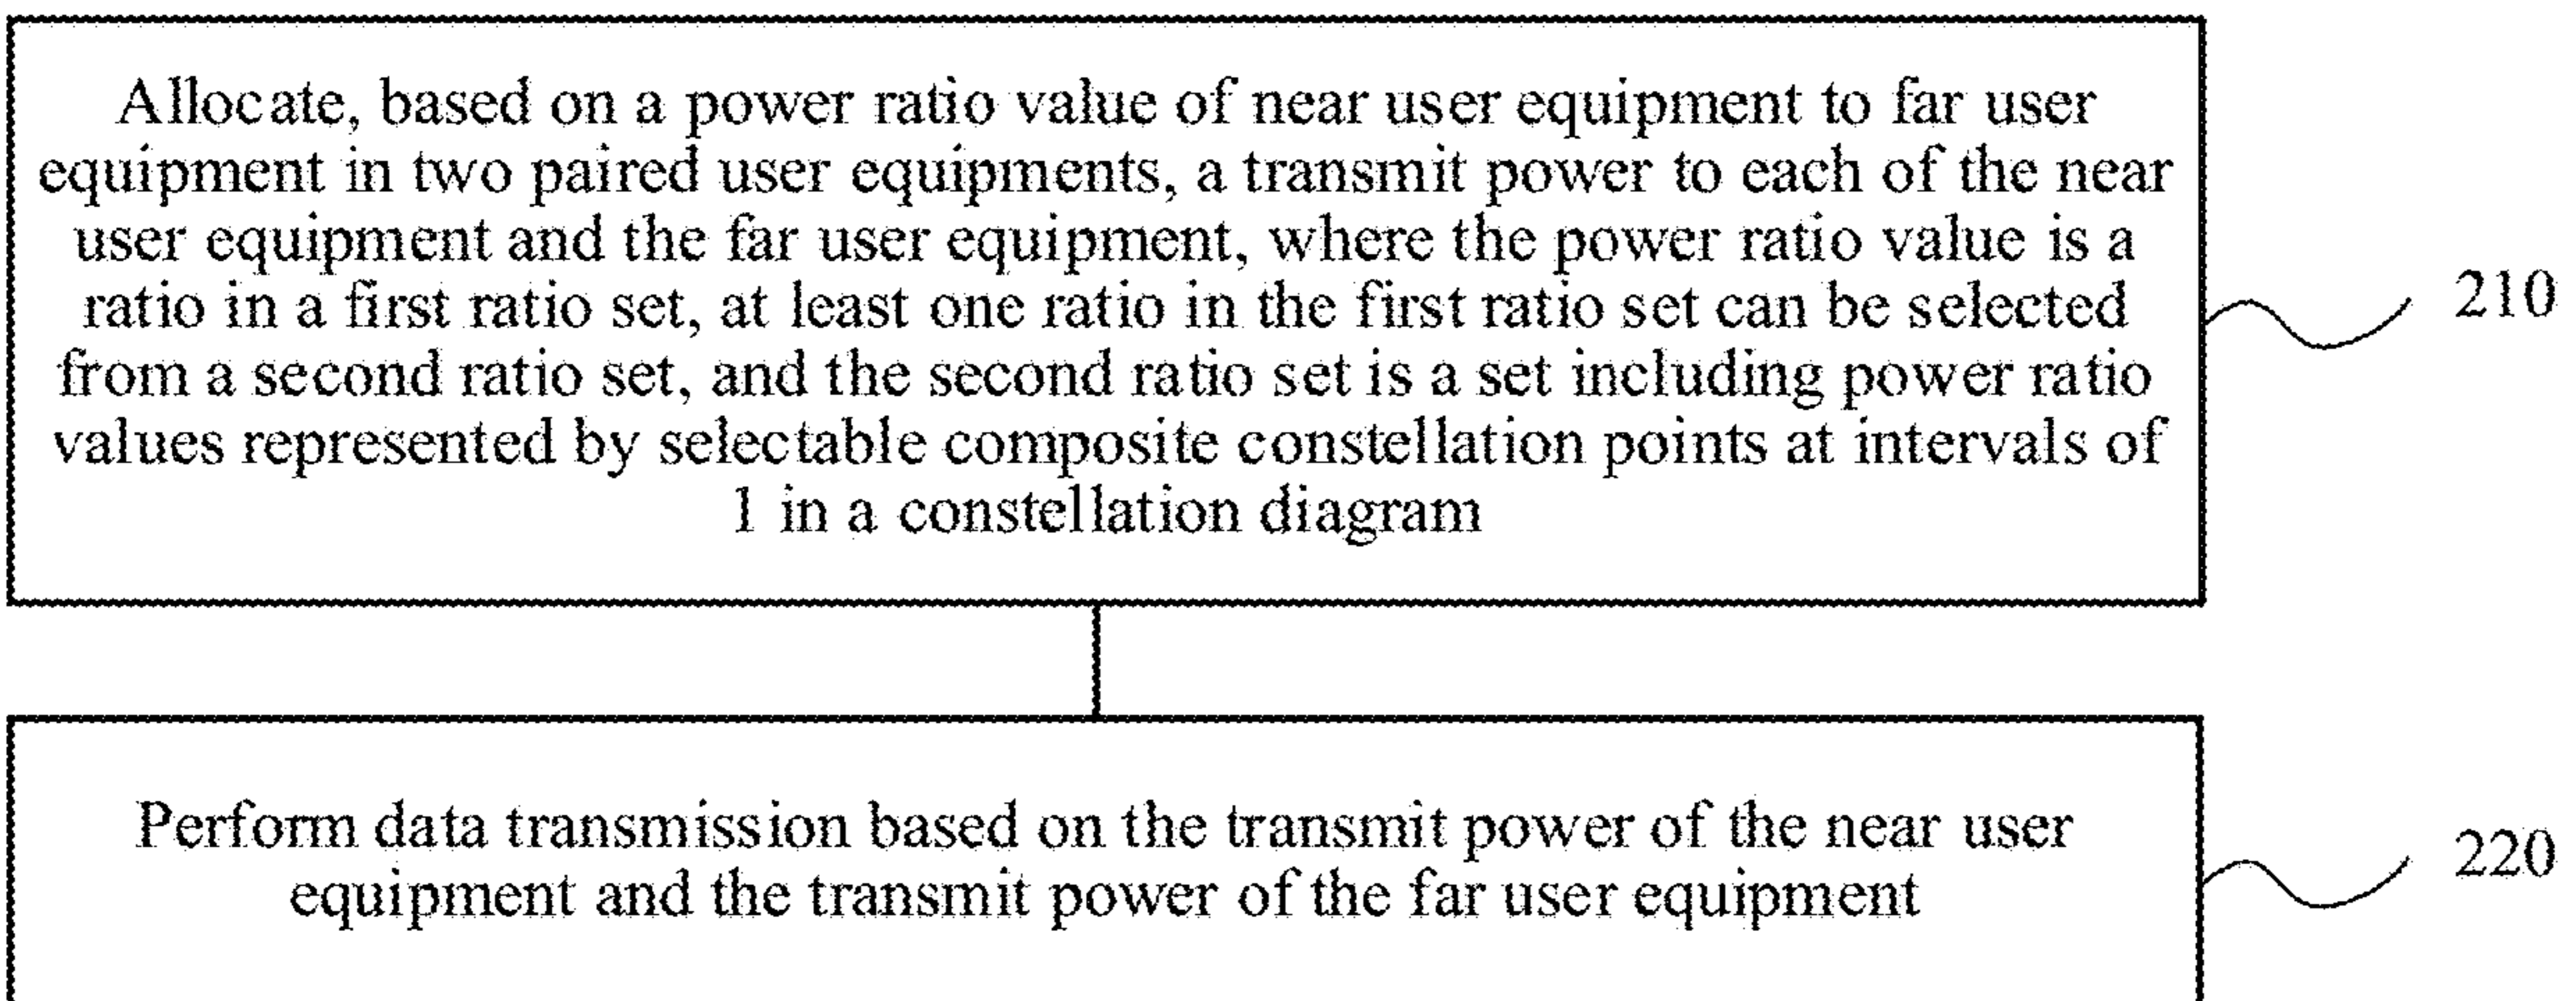 Allocate, based on a power ratio value of near user equipment to far user
equipment in two paired user equipments, a transmit power to each of the near
user equipment and the far user equipment, where the power ratio value is a
ratio in a first ratio set, at least one ratio in the first ratio set can be selected
from a second ratio set, and the second ratio set is a set including power ratio
values represented by selectable composite constellation points at intervals of
1 in a constellation diagram
210
Perform data transmission based on the transmit power of the near user
equipment and the transmit power of the far user equipment
220